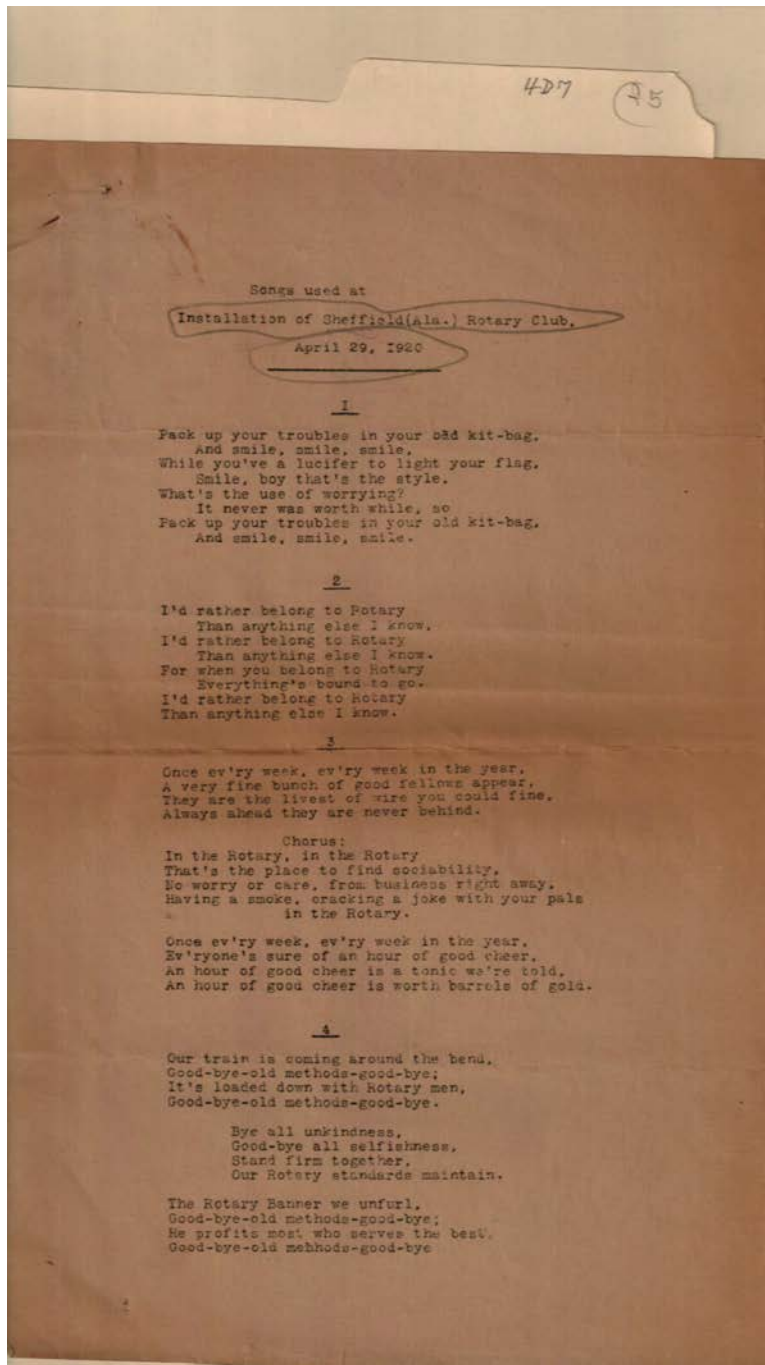 4D7
Songs used at
Installation of Sheffield(Ala.) Rotary Club,
April 29, I920
I
Pack up your troubles in your old kit-bag,
And smile, smile, smile,
While you've a lucifer to light your flag,
Smile, boy that's the style.
What's the use of worrying?
It never was worth while, so
Pack up your troubles in your old kit-bag,
And smile, smile, smile.
2
I'd rather belong to Rotary
Than anything else I know,
I'd rather belong to Rotary
Than anything else I know.
For when you belong to Rotary
Everything's bound to go.
I'd rather belong to Rotary
Than anything else I know.
3
Once ev'ry week, ev'ry week in the year,
A very fine bunch of good fellows appear,
They are the livest of wire you could fine,
Always ahead they are never behind.
Chorus:
In the Rotary, in the Rotary
That's the place to find sociability,
No worry or care, from business right away,
Having a smoke, cracking a joke with your pals
in the Rotary.
Once ev'ry week, ev'ry week in the year,
Ev'ryone's sure of an hour of good cheer,
An hour of good cheer is a tonic we're told,
An hour of good cheer is worth barrels of gold.
4
Our train is coming around the bend,
Good-bye-old methods-good-bye;
It's loaded down with Rotary men,
Good-bye-old methods-good-bye.
Bye all unkindness,
Good-bye all selfishness,
Stand firm together,
Our Rotary standards maintain.
The Rotary Banner we unfurl,
Good-bye-old methods-good-bye;
He profits most who serves the best,
Good-bye-old mehhods-good-bye